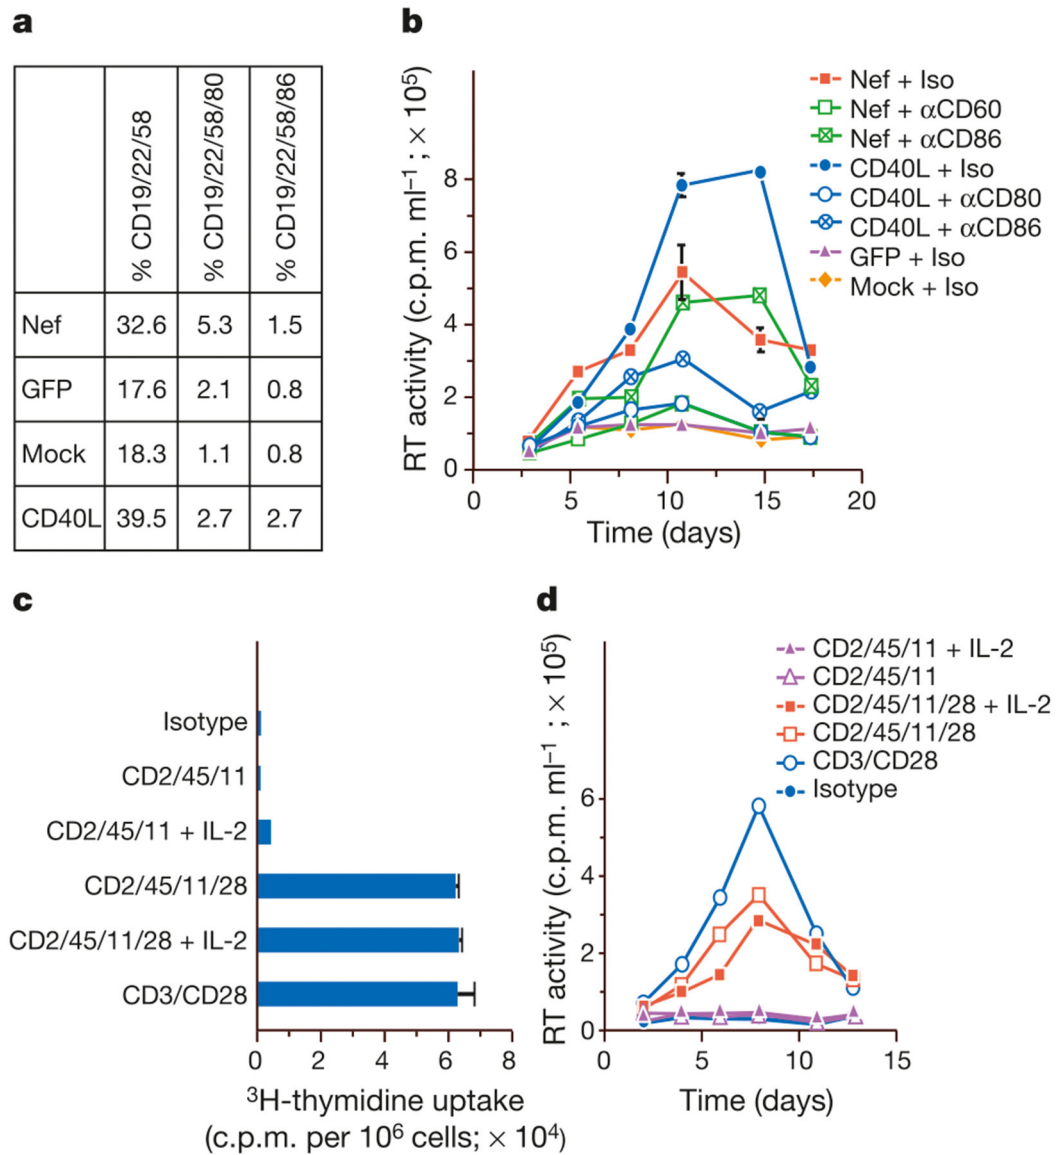 a
% CD19/22/58
% CD19/22/58/80
% CD19/22/58/86
Nef 32.6 5.3 1.5
GFP 17.6 2.1 0.8
Mock 18.3 1.1 0.8
CD40L 39.5 2.7 2.7
b
RT activity (c.p.m. ml⁻¹ ; × 10⁵)
8
6
4
2
0
0 5 10 15 20
Time (days)
Nef + Iso
Nef + αCD60
Nef + αCD86
CD40L + Iso
CD40L + αCD80
CD40L + αCD86
GFP + Iso
Mock + Iso
c
Isotype
CD2/45/11
CD2/45/11 + IL-2
CD2/45/11/28
CD2/45/11/28 + IL-2
CD3/CD28
0 2 4 6 8
³H-thymidine uptake
(c.p.m. per 10⁶ cells; × 10⁴)
d
RT activity (c.p.m. ml⁻¹ ; × 10⁵)
6
4
2
0
0 5 10 15
Time (days)
CD2/45/11 + IL-2
CD2/45/11
CD2/45/11/28 + IL-2
CD2/45/11/28
CD3/CD28
Isotype